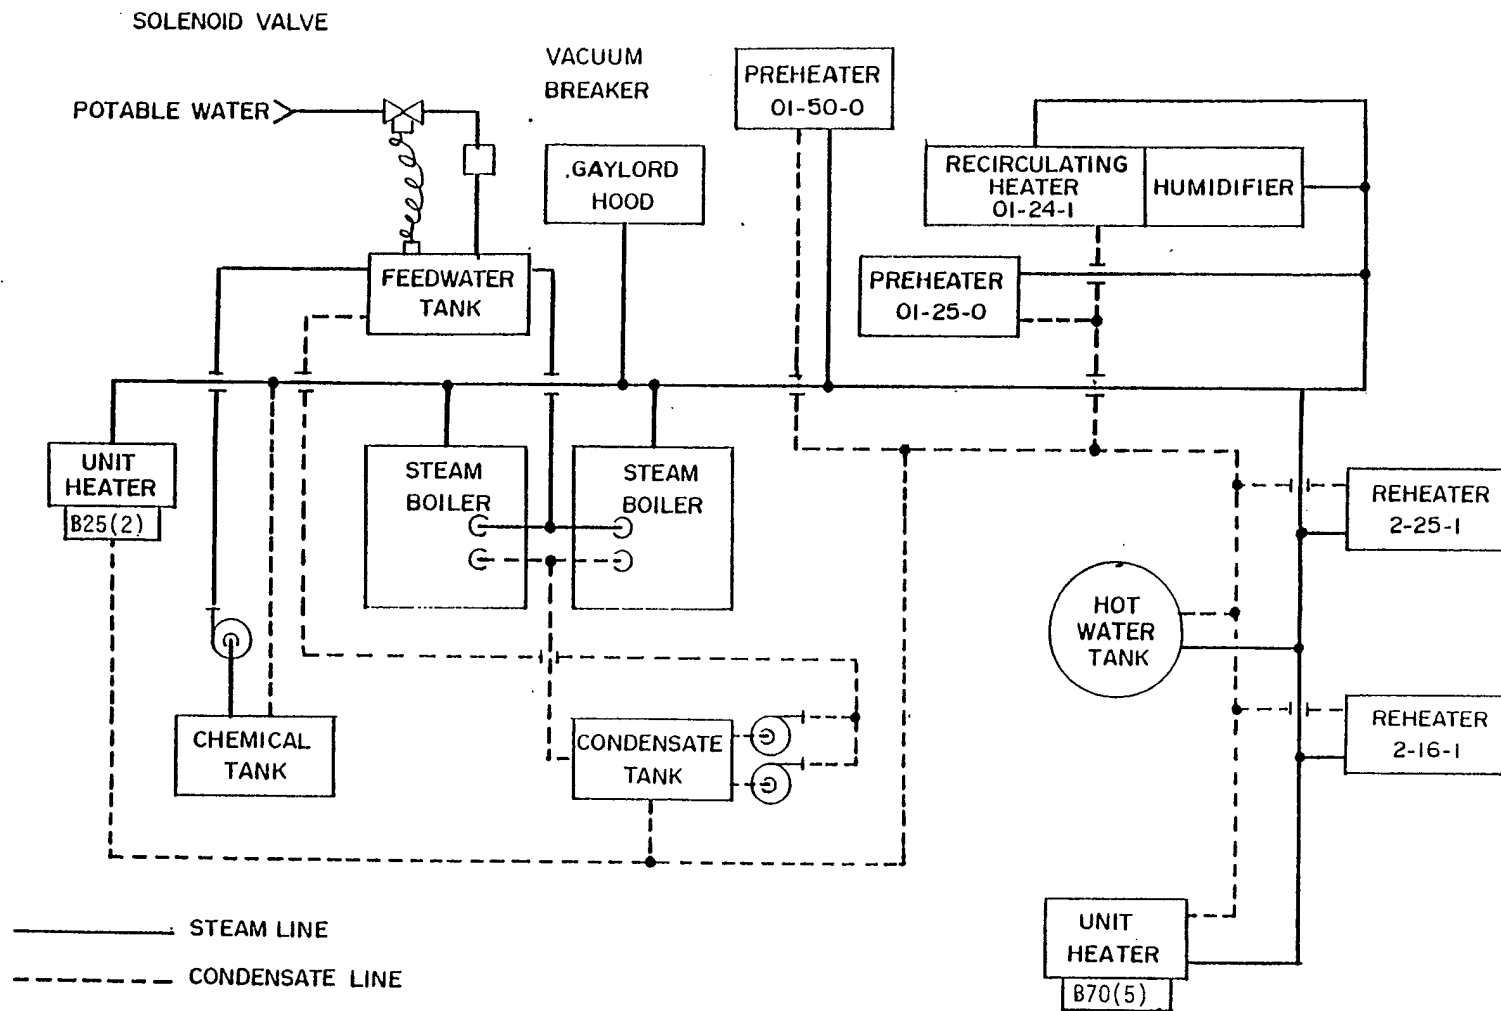 SOLENOID VALVE
VACUUM
BREAKER
POTABLE WATER
PREHEATER
01-50-0
GAYLORD
HOOD
RECIRCULATING
HEATER
01-24-1
HUMIDIFIER
FEEDWATER
TANK
PREHEATER
01-25-0
UNIT
HEATER
B25(2)
STEAM
BOILER
STEAM
BOILER
REHEATER
2-25-1
HOT
WATER
TANK
CHEMICAL
TANK
CONDENSATE
TANK
REHEATER
2-16-1
UNIT
HEATER
B70(5)
STEAM LINE
CONDENSATE LINE